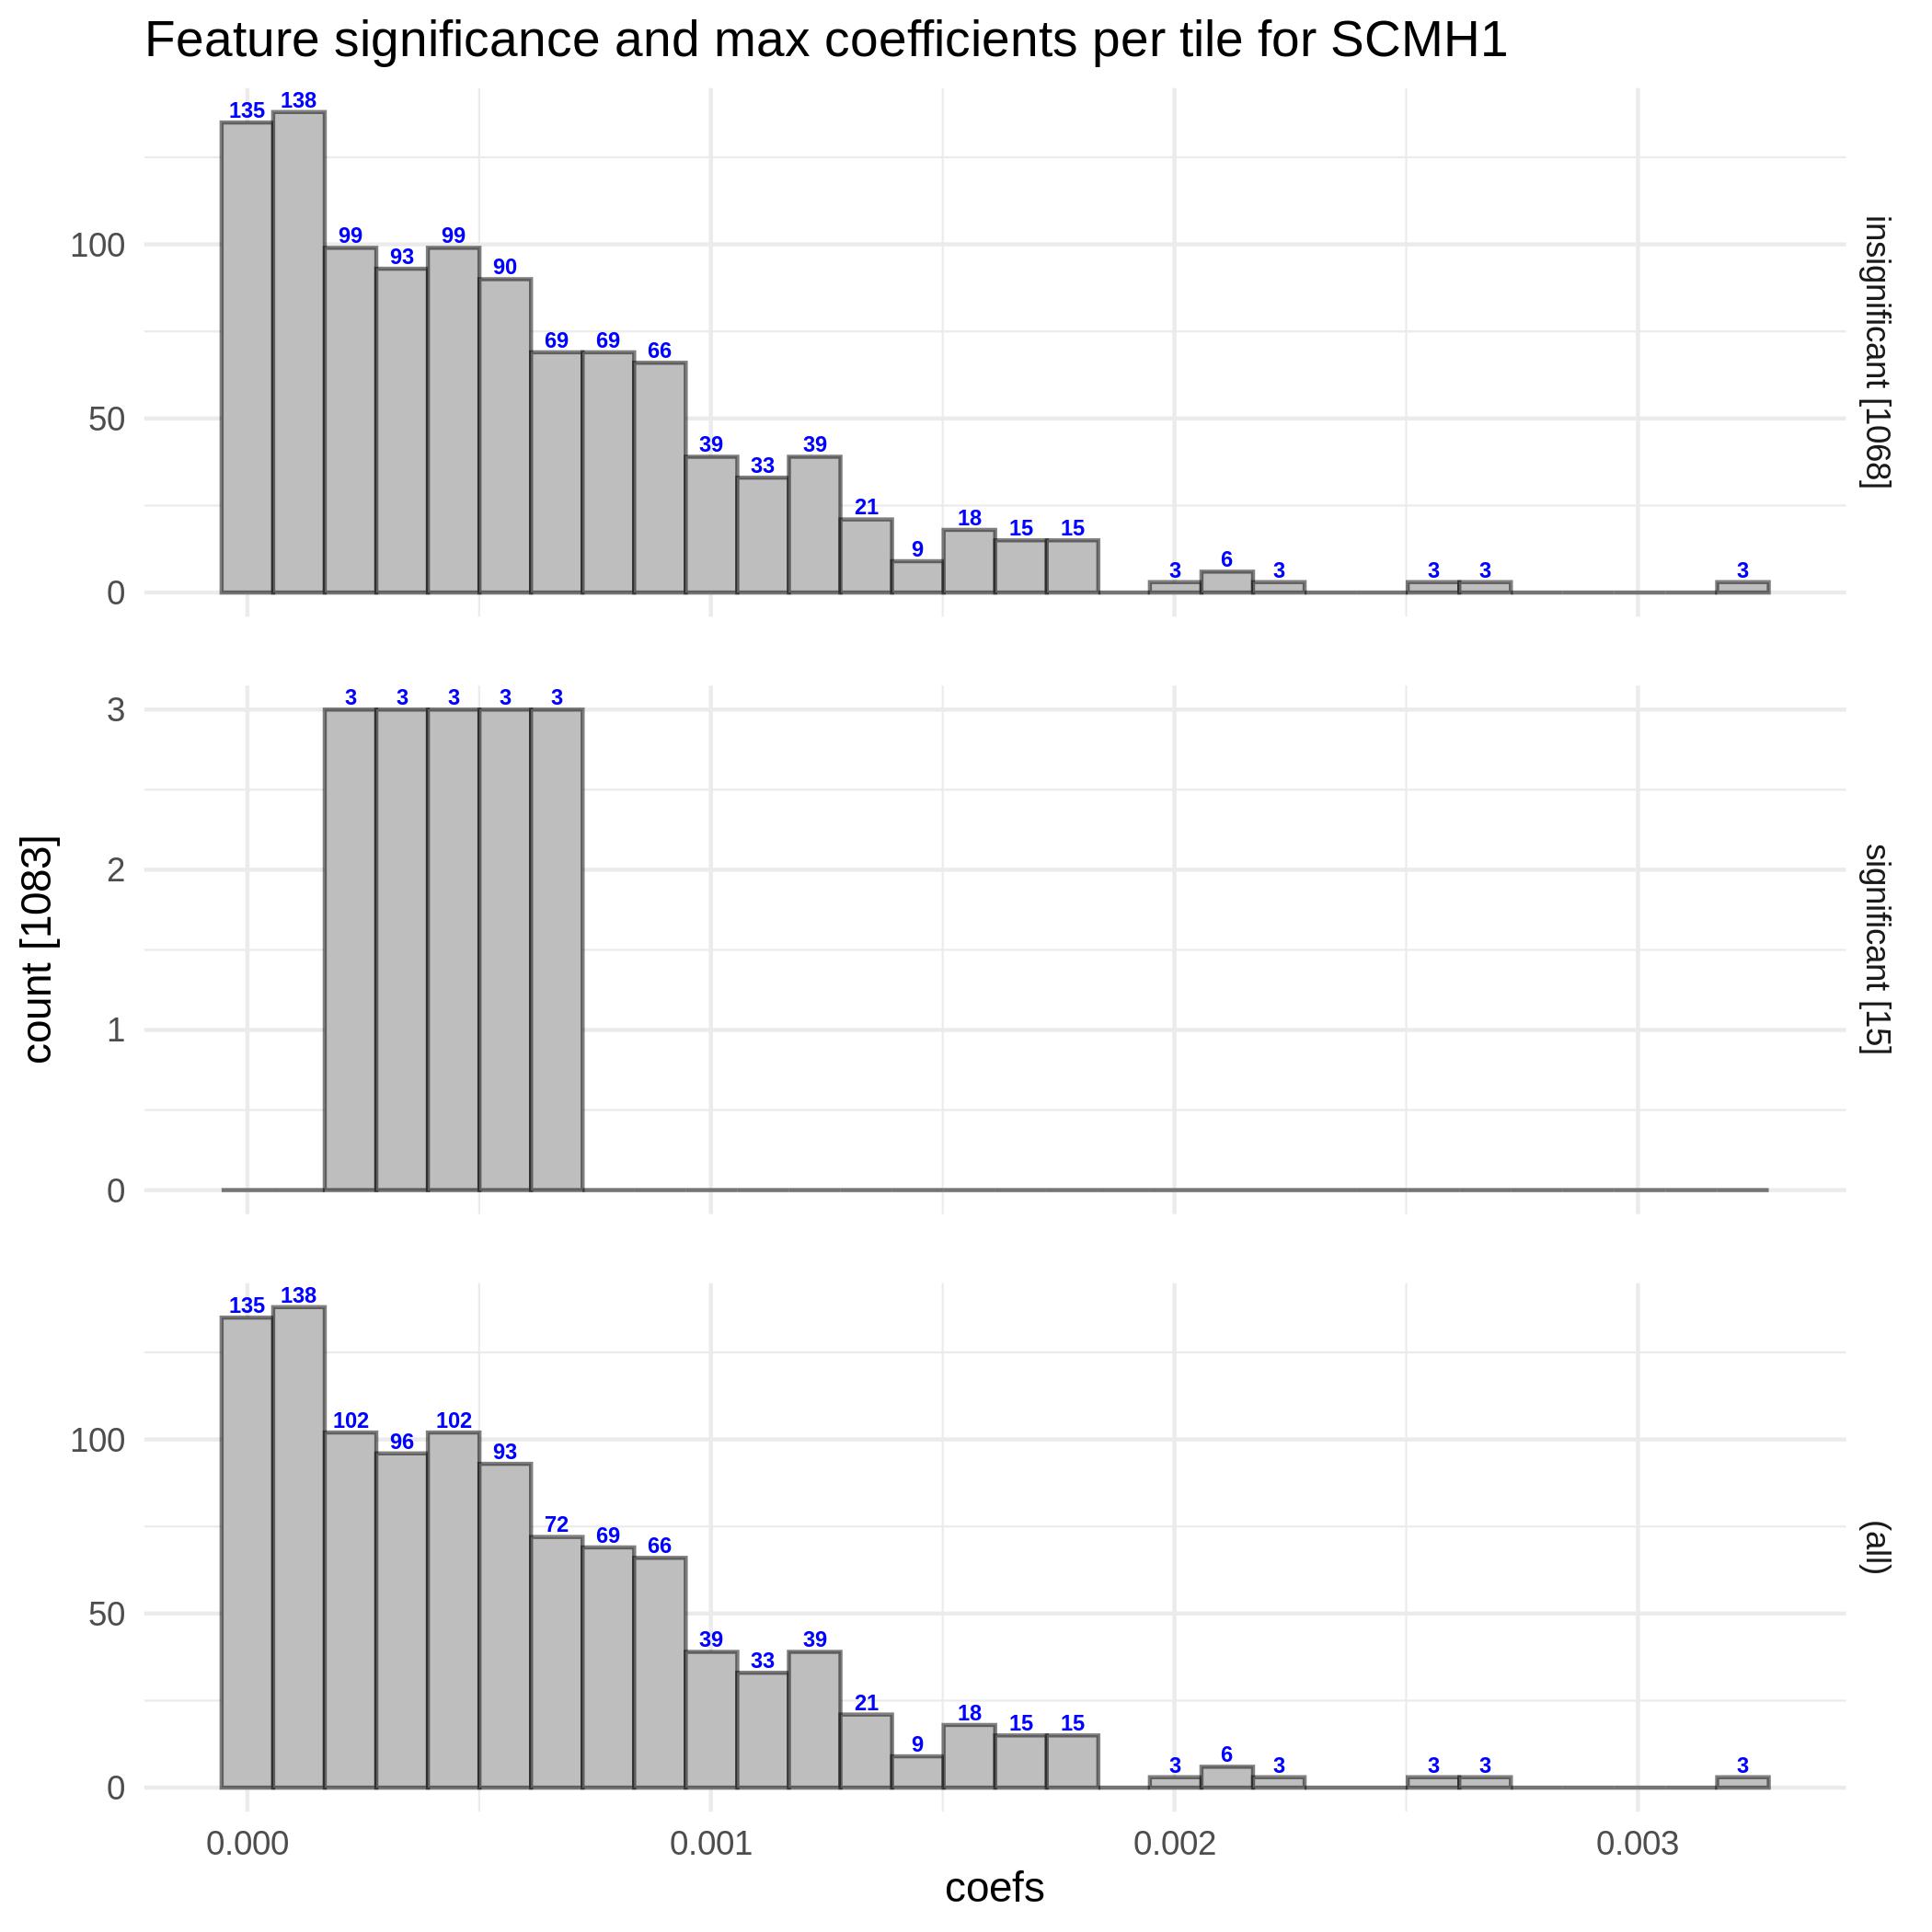 Feature significance and max coefficients per tile for SCMH1
135 138 99 93 99 90 69 69 66 39 33 39 21 9 18 15 15 3 6 3 3 3 3
100
50
0
insignificant [1068]
3 3 3 3 3
3
2
1
0
significant [15]
count [1083]
135 138 102 96 102 93 72 69 66 39 33 39 21 9 18 15 15 3 6 3 3 3 3
100
50
0
(all)
0.000 0.001 0.002 0.003
coefs